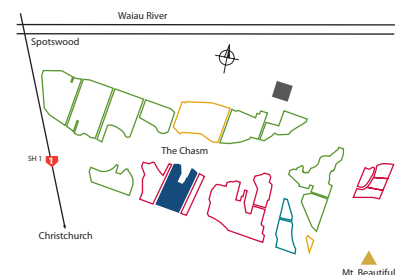 Waiau River
Spotswood
The Chasm
SH 1
1
Christchurch
Mt. Beautiful